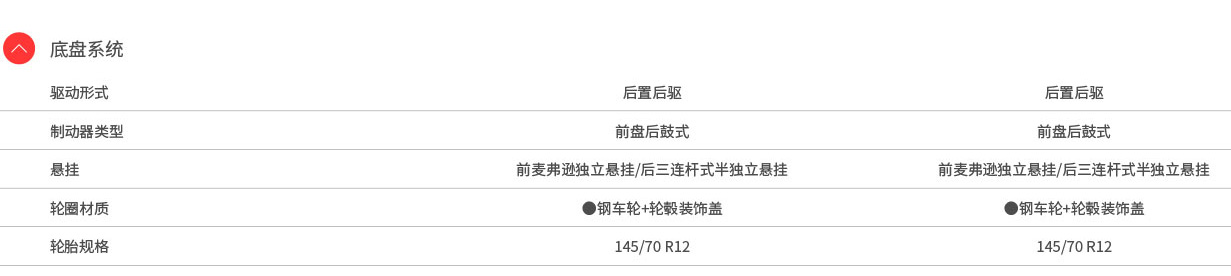 底盘系统
驱动形式 后置后驱 后置后驱
制动器类型 前盘后鼓式 前盘后鼓式
悬挂 前麦弗逊独立悬挂/后三连杆式半独立悬挂 前麦弗逊独立悬挂/后三连杆式半独立悬挂
轮圈材质 ●钢车轮+轮毂装饰盖 ●钢车轮+轮毂装饰盖
轮胎规格 145/70 R12 145/70 R12